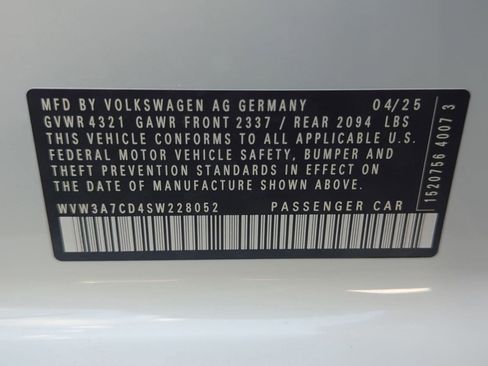 MFD BY VOLKSWAGEN AG GERMANY 04/25
GVWR 4321 GAWR FRONT 2337 / REAR 2094 LBS
THIS VEHICLE CONFORMS TO ALL APPLICABLE U.S.
FEDERAL MOTOR VEHICLE SAFETY, BUMPER AND
THEFT PREVENTION STANDARDS IN EFFECT ON
THE DATE OF MANUFACTURE SHOWN ABOVE.
WVW3A7CD4SW228052 PASSENGER CAR
1520756 4007 3